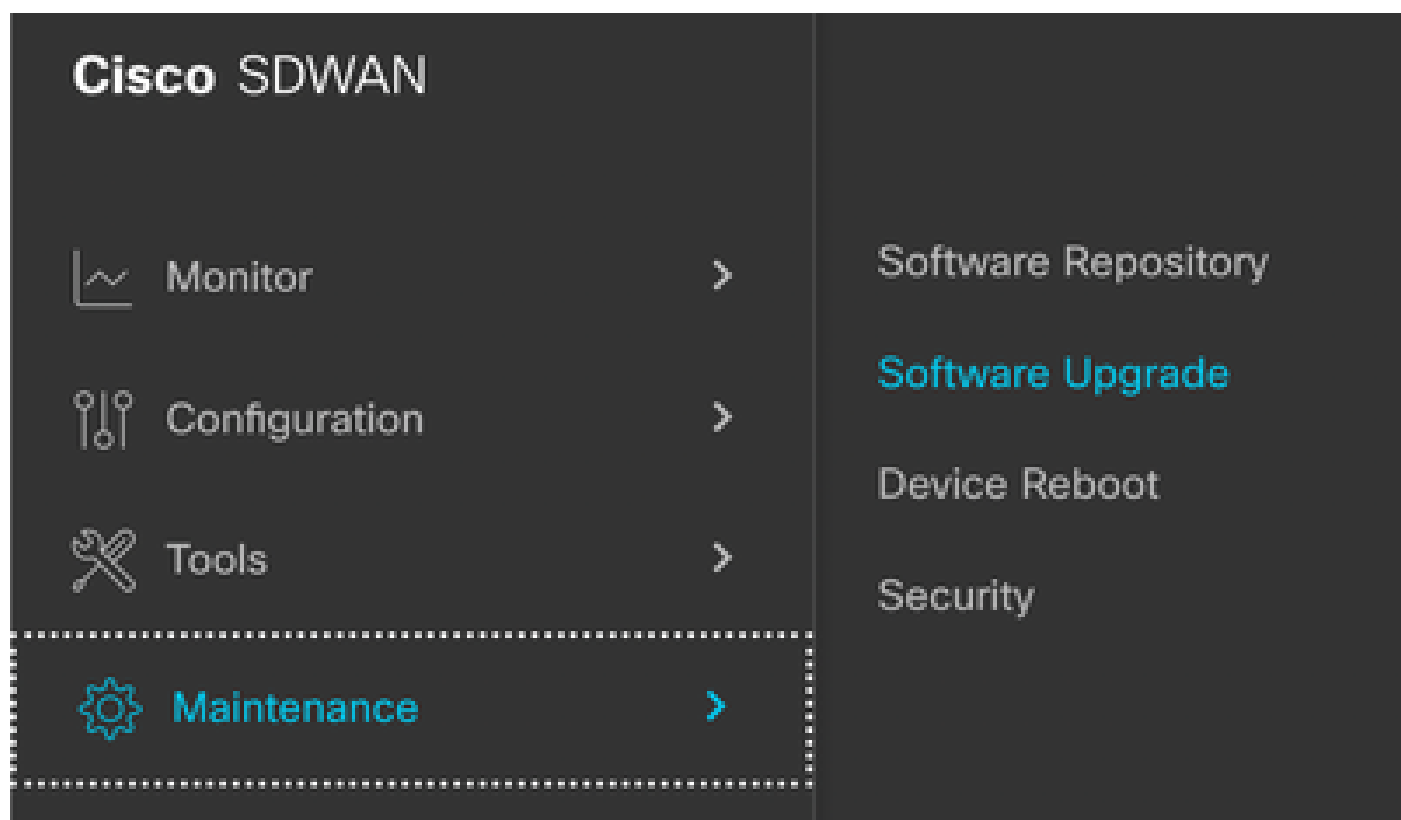 Cisco SDWAN
Monitor
Configuration
Tools
Maintenance
Software Repository
Software Upgrade
Device Reboot
Security